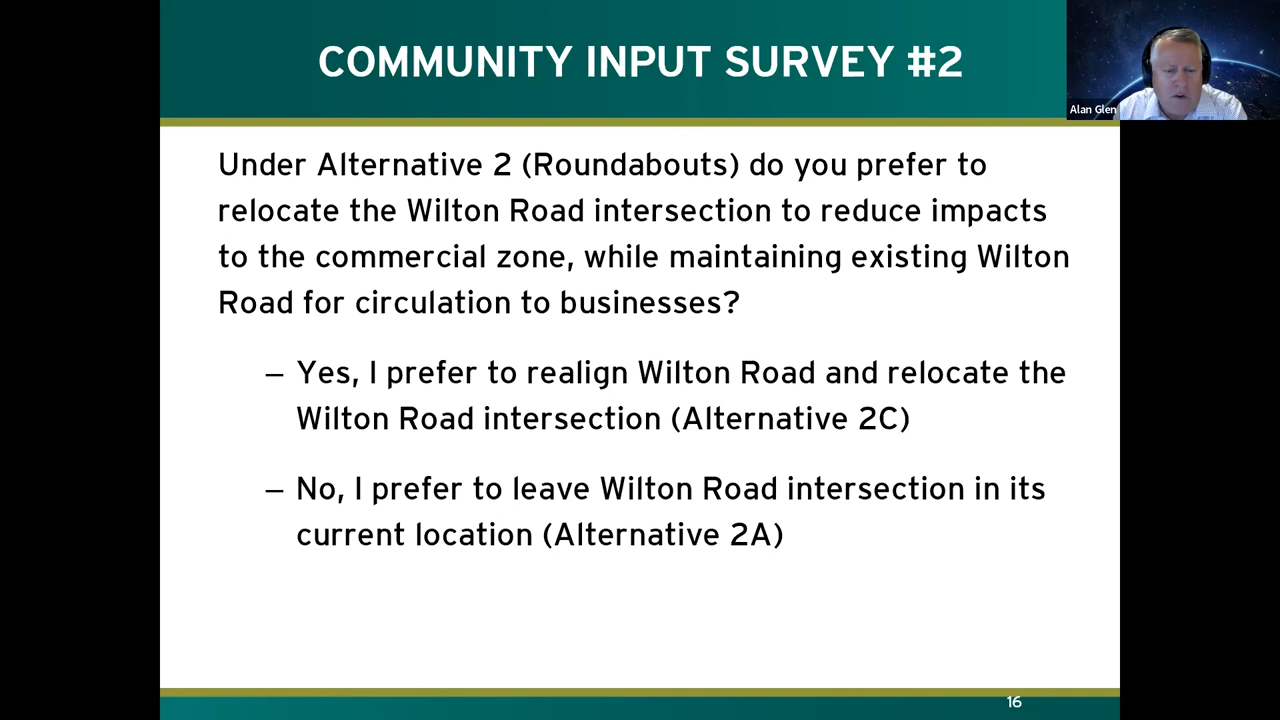 COMMUNITY INPUT SURVEY #2
Alan Glen
Under Alternative 2 (Roundabouts) do you prefer to
relocate the Wilton Road intersection to reduce impacts
to the commercial zone, while maintaining existing Wilton
Road for circulation to businesses?
– Yes, I prefer to realign Wilton Road and relocate the
Wilton Road intersection (Alternative 2C)
– No, I prefer to leave Wilton Road intersection in its
current location (Alternative 2A)
16